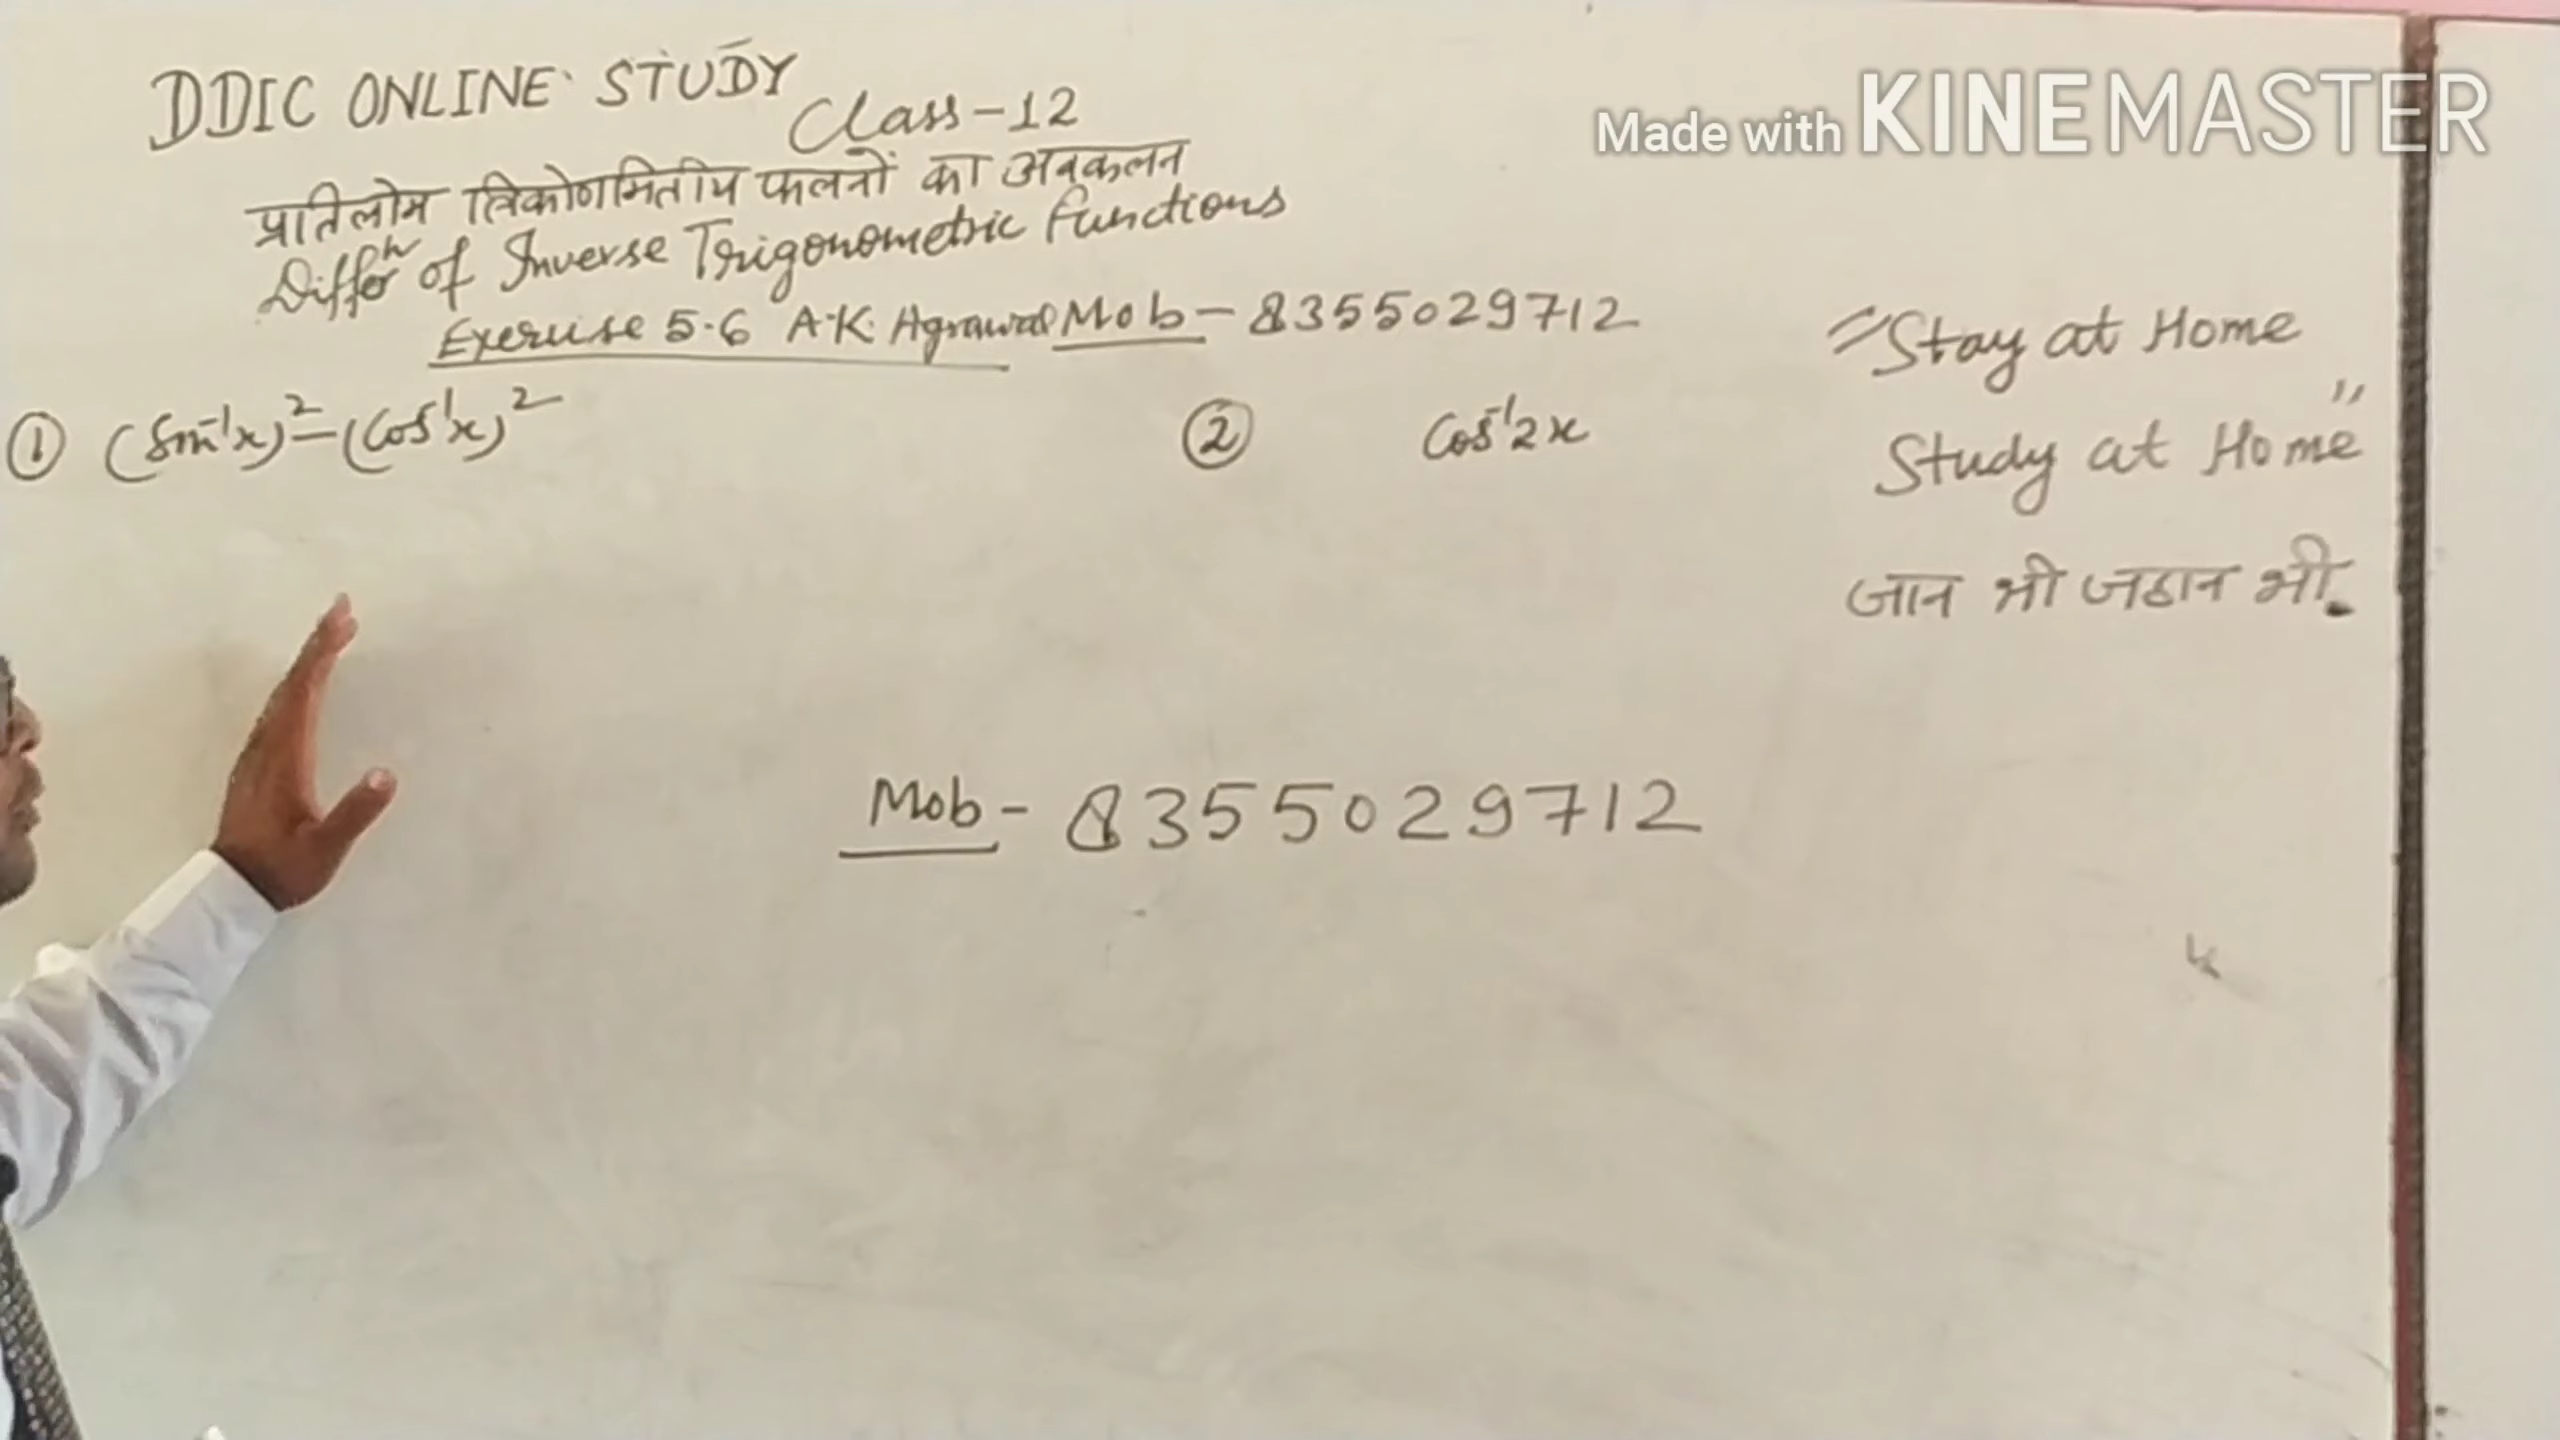 DDIC ONLINE STUDY
Class-12
प्रतिलोम त्रिकोणमितीय फलनों का अवकलन
Diffⁿ of Inverse Trigonometric Functions
Exercise 5.6 A.K. Agrawal Mob - 8355029712
① (Sin⁻¹x)² - (Cos⁻¹x)²
② Cos⁻¹2x
"Stay at Home
Study at Home"
जान भी जहान भी.
Mob - 8355029712
Made with KINEMASTER